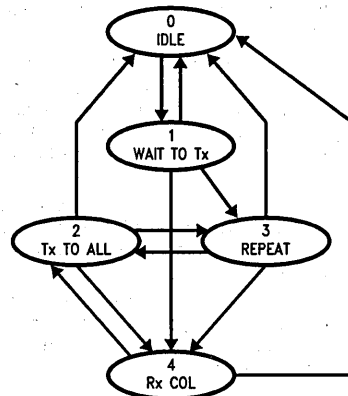 0
IDLE
1
WAIT TO Tx
2
Tx TO ALL
3
REPEAT
4
Rx COL